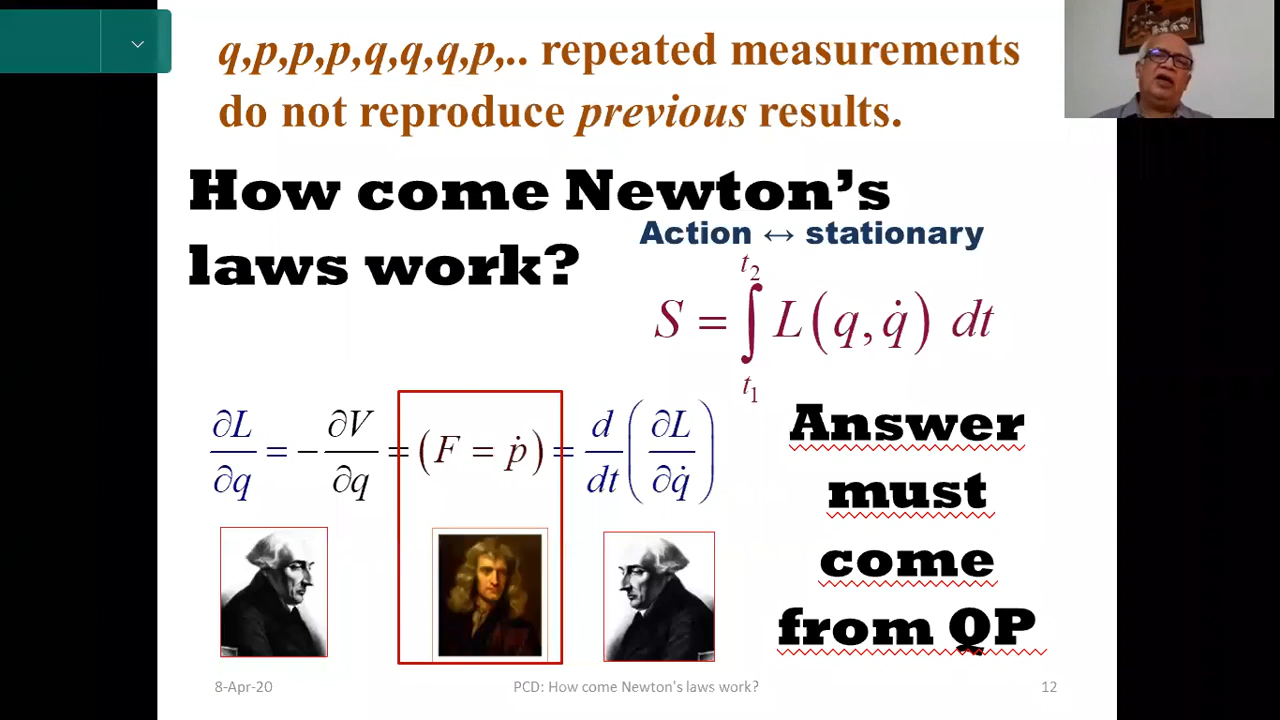 q,p,p,p,q,q,q,p,.. repeated measurements
do not reproduce previous results.
How come Newton's
laws work?
Action ↔ stationary
S = ∫_{t₁}^{t₂} L(q, q̇) dt
∂L/∂q = −∂V/∂q = (F = ṗ) = d/dt (∂L/∂q̇)
Answer
must
come
from QP
8-Apr-20 PCD: How come Newton's laws work? 12